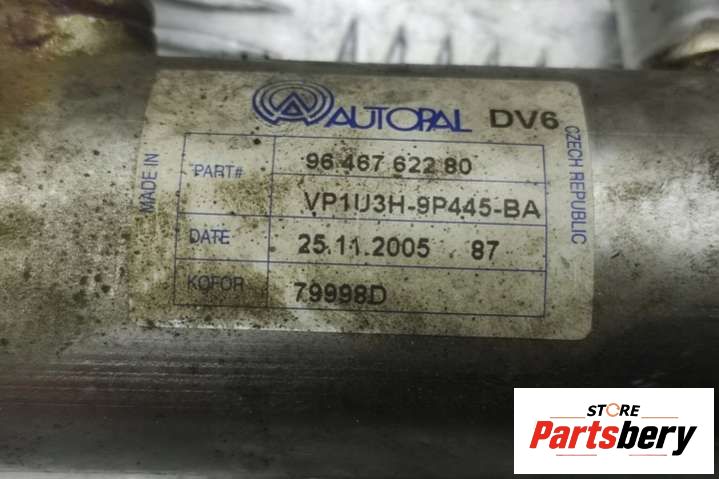 AUTOPAL DV6
MADE IN
PART# 96 467 622 80
VP1U3H-9P445-BA
DATE 25.11.2005 87
KOFOR 79998D
CZECH REPUBLIC
STORE
Partsbery